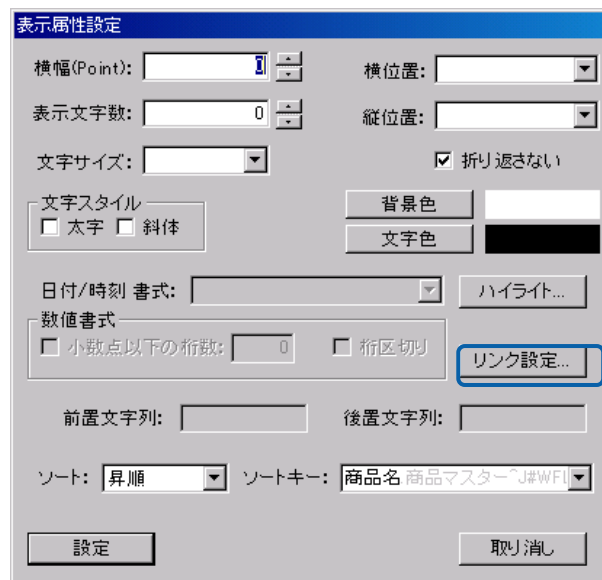 表示属性設定
横幅(Point): 0 横位置:
表示文字数: 0 縦位置:
文字サイズ: 折り返さない
文字スタイル 背景色
太字 斜体 文字色
日付/時刻 書式: ハイライト...
数値書式
小数点以下の桁数: 0 桁区切り リンク設定...
前置文字列: 後置文字列:
ソート: 昇順 ソートキー: 商品名.商品マスター^J#WFL
設定 取り消し